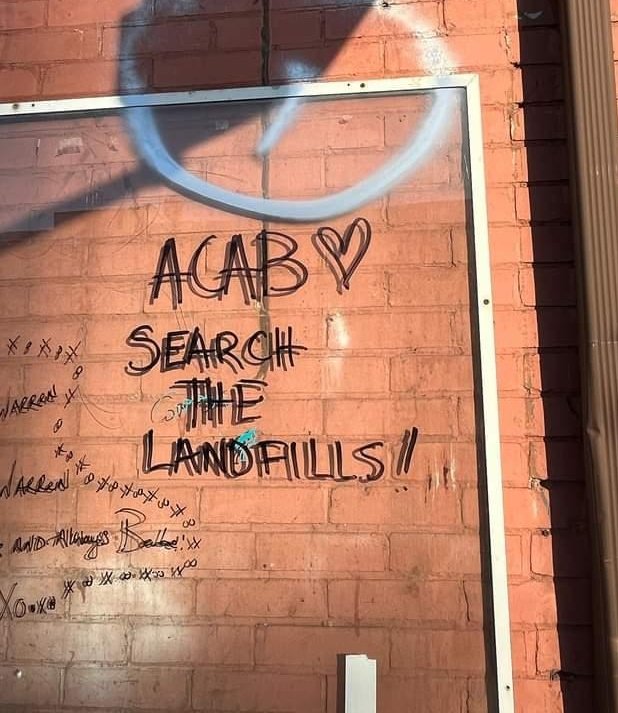 ACAB ♡
SEARCH
THE
LANDFILLS!!
WARREN
WARREN
AND Always